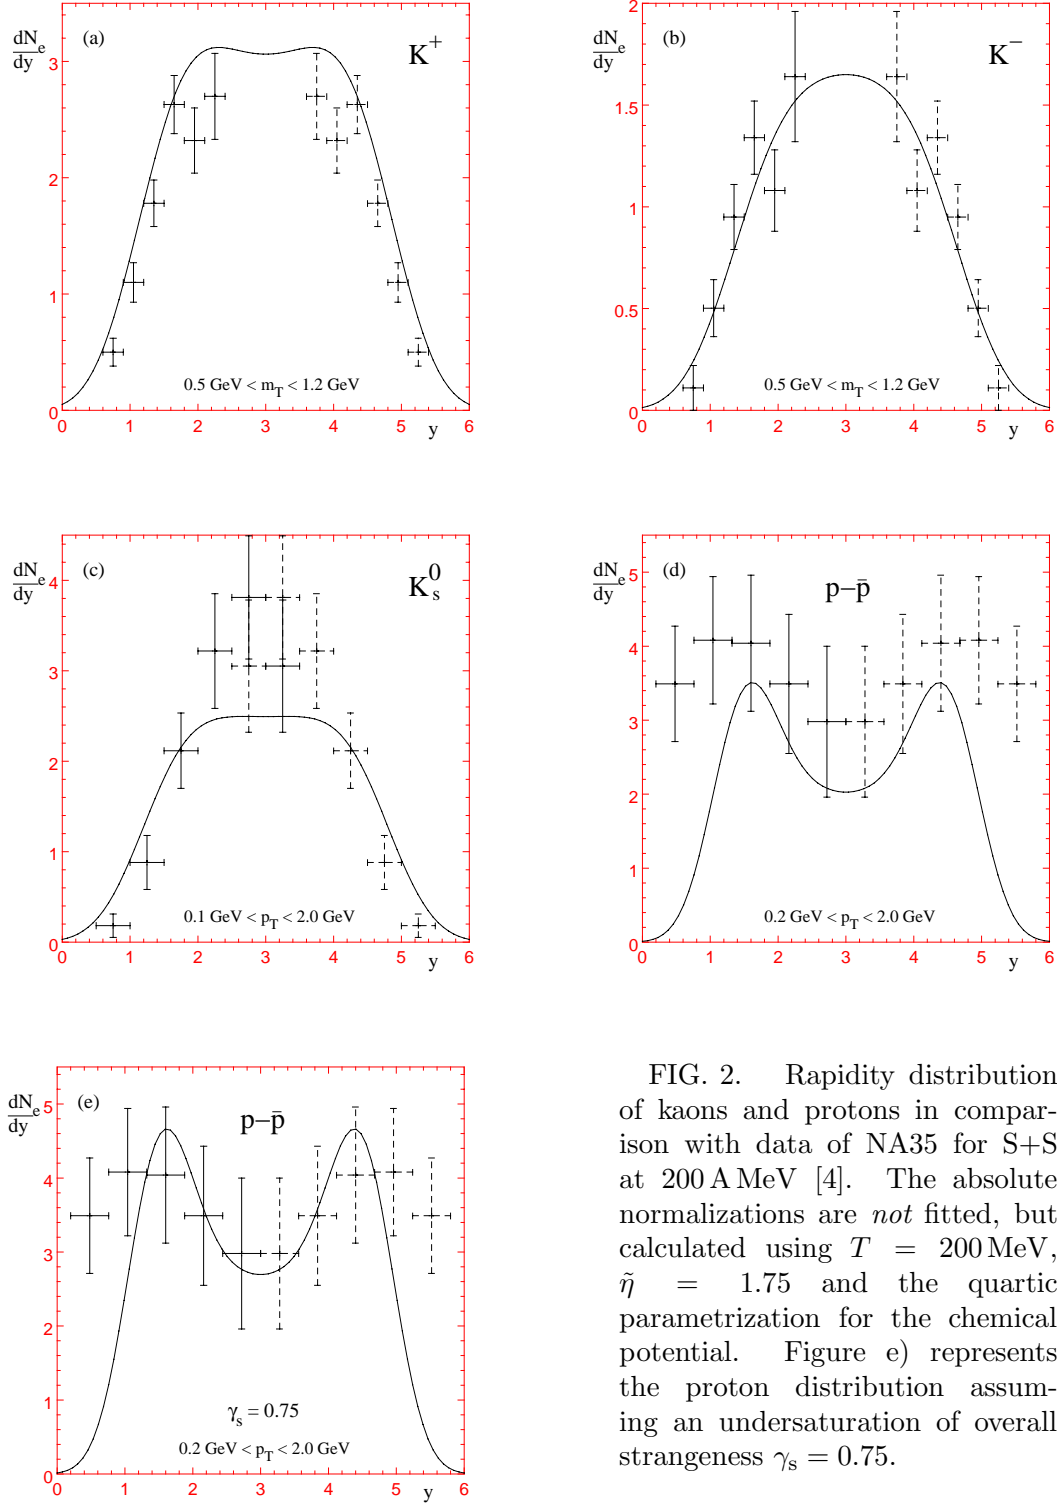 dN_e
dy
(a)
K^+
3
2
1
0
0.5 GeV < m_T < 1.2 GeV
0 1 2 3 4 5 6
y
dN_e
dy
(b)
K^−
2
1.5
1
0.5
0
0.5 GeV < m_T < 1.2 GeV
0 1 2 3 4 5 6
y
dN_e
dy
(c)
K_s^0
4
3
2
1
0
0.1 GeV < p_T < 2.0 GeV
0 1 2 3 4 5 6
y
dN_e
dy
(d)
p−p̄
5
4
3
2
1
0
0.2 GeV < p_T < 2.0 GeV
0 1 2 3 4 5 6
y
dN_e
dy
(e)
p−p̄
5
4
3
2
1
0
γ_s = 0.75
0.2 GeV < p_T < 2.0 GeV
0 1 2 3 4 5 6
y
FIG. 2. Rapidity distribution
of kaons and protons in compar-
ison with data of NA35 for S+S
at 200 A MeV [4]. The absolute
normalizations are not fitted, but
calculated using T = 200 MeV,
η̃ = 1.75 and the quartic
parametrization for the chemical
potential. Figure e) represents
the proton distribution assum-
ing an undersaturation of overall
strangeness γ_s = 0.75.